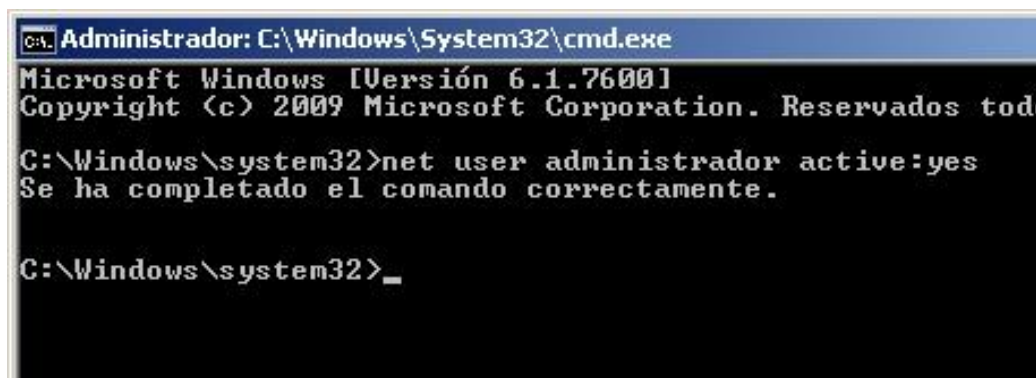 Administrador: C:\Windows\System32\cmd.exe
Microsoft Windows [Versión 6.1.7600]
Copyright (c) 2009 Microsoft Corporation. Reservados tod
C:\Windows\system32>net user administrador active:yes
Se ha completado el comando correctamente.
C:\Windows\system32>_